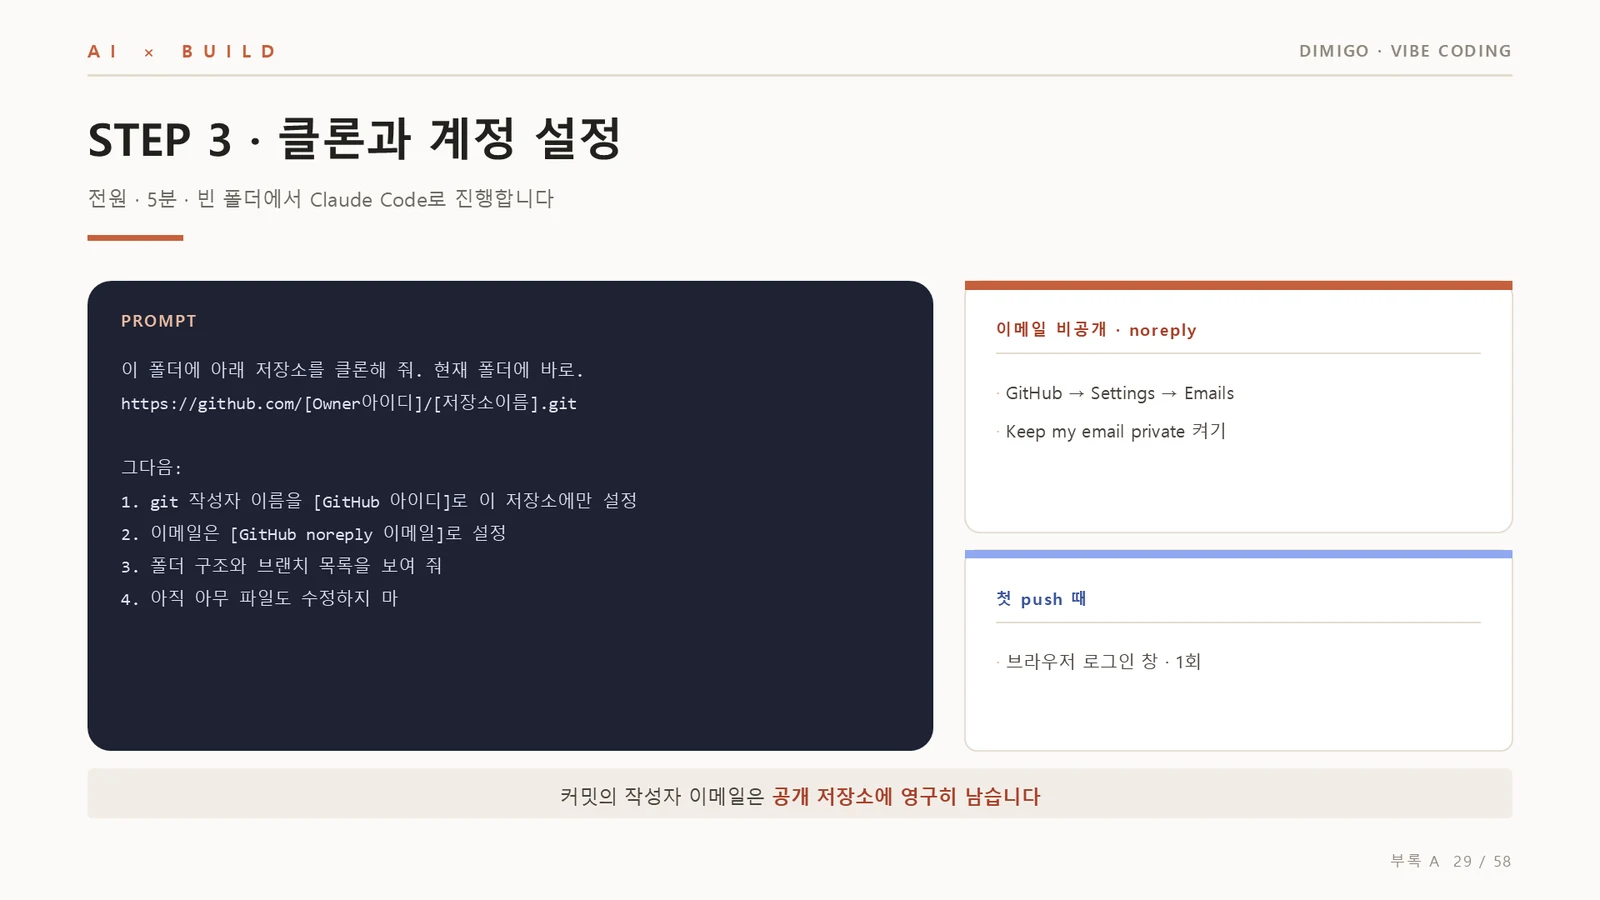 AI × BUILD
DIMIGO · VIBE CODING
STEP 3 · 클론과 계정 설정
전원 · 5분 · 빈 폴더에서 Claude Code로 진행합니다
PROMPT
이 폴더에 아래 저장소를 클론해 줘. 현재 폴더에 바로.
https://github.com/[Owner아이디]/[저장소이름].git
그다음:
1. git 작성자 이름을 [GitHub 아이디]로 이 저장소에만 설정
2. 이메일은 [GitHub noreply 이메일]로 설정
3. 폴더 구조와 브랜치 목록을 보여 줘
4. 아직 아무 파일도 수정하지 마
이메일 비공개 · noreply
· GitHub → Settings → Emails
· Keep my email private 켜기
첫 push 때
· 브라우저 로그인 창 · 1회
커밋의 작성자 이메일은 공개 저장소에 영구히 남습니다
부록 A 29 / 58